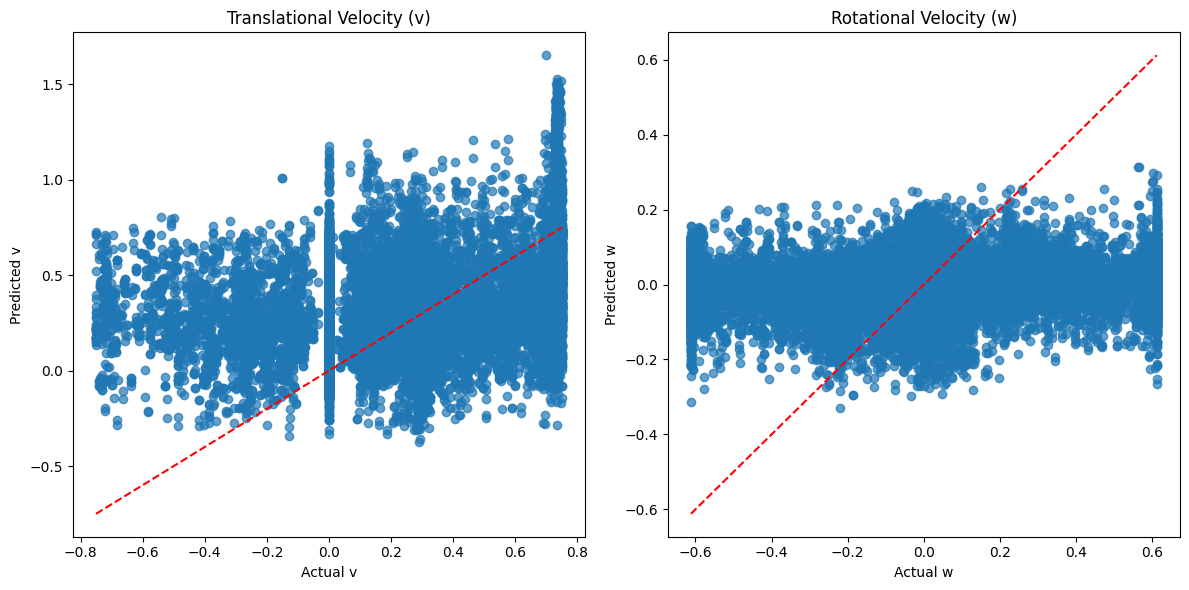 Translational Velocity (v)
1.5
1.0
0.5
0.0
−0.5
Predicted v
−0.8 −0.6 −0.4 −0.2 0.0 0.2 0.4 0.6 0.8
Actual v
Rotational Velocity (w)
0.6
0.4
0.2
0.0
−0.2
−0.4
−0.6
Predicted w
−0.6 −0.4 −0.2 0.0 0.2 0.4 0.6
Actual w